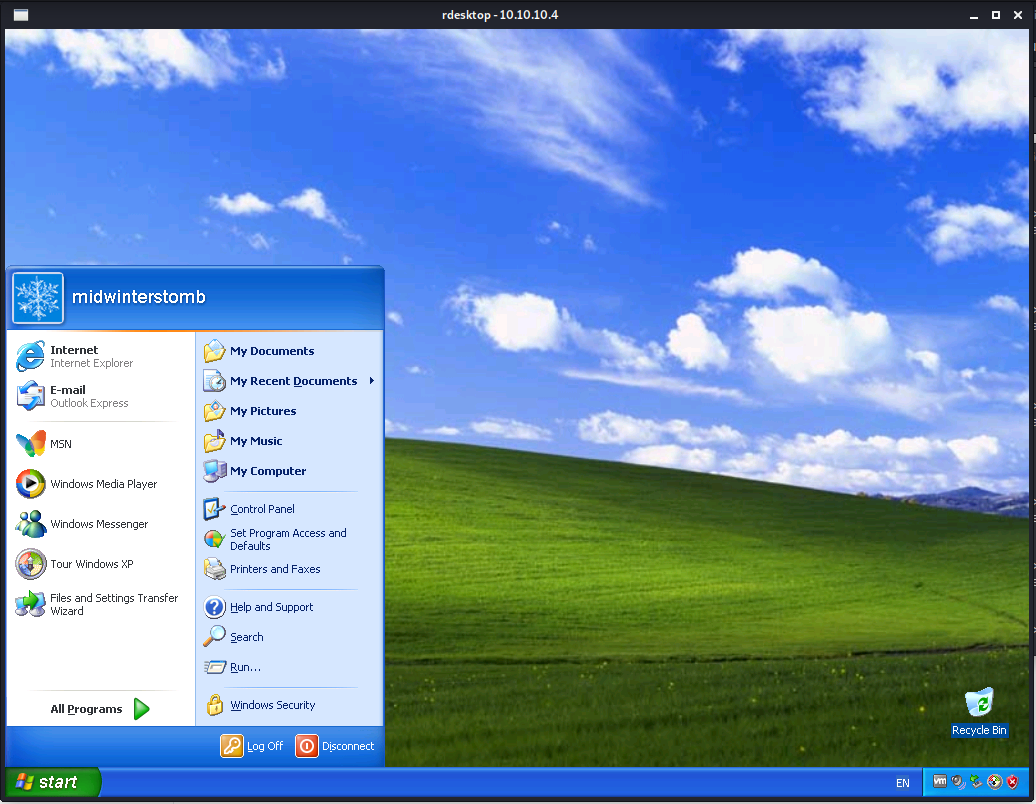 rdesktop - 10.10.10.4
midwinterstomb
Internet
Internet Explorer
E-mail
Outlook Express
MSN
Windows Media Player
Windows Messenger
Tour Windows XP
Files and Settings Transfer
Wizard
All Programs
My Documents
My Recent Documents
My Pictures
My Music
My Computer
Control Panel
Set Program Access and
Defaults
Printers and Faxes
Help and Support
Search
Run...
Windows Security
Log Off
Disconnect
Recycle Bin
start
EN
vm